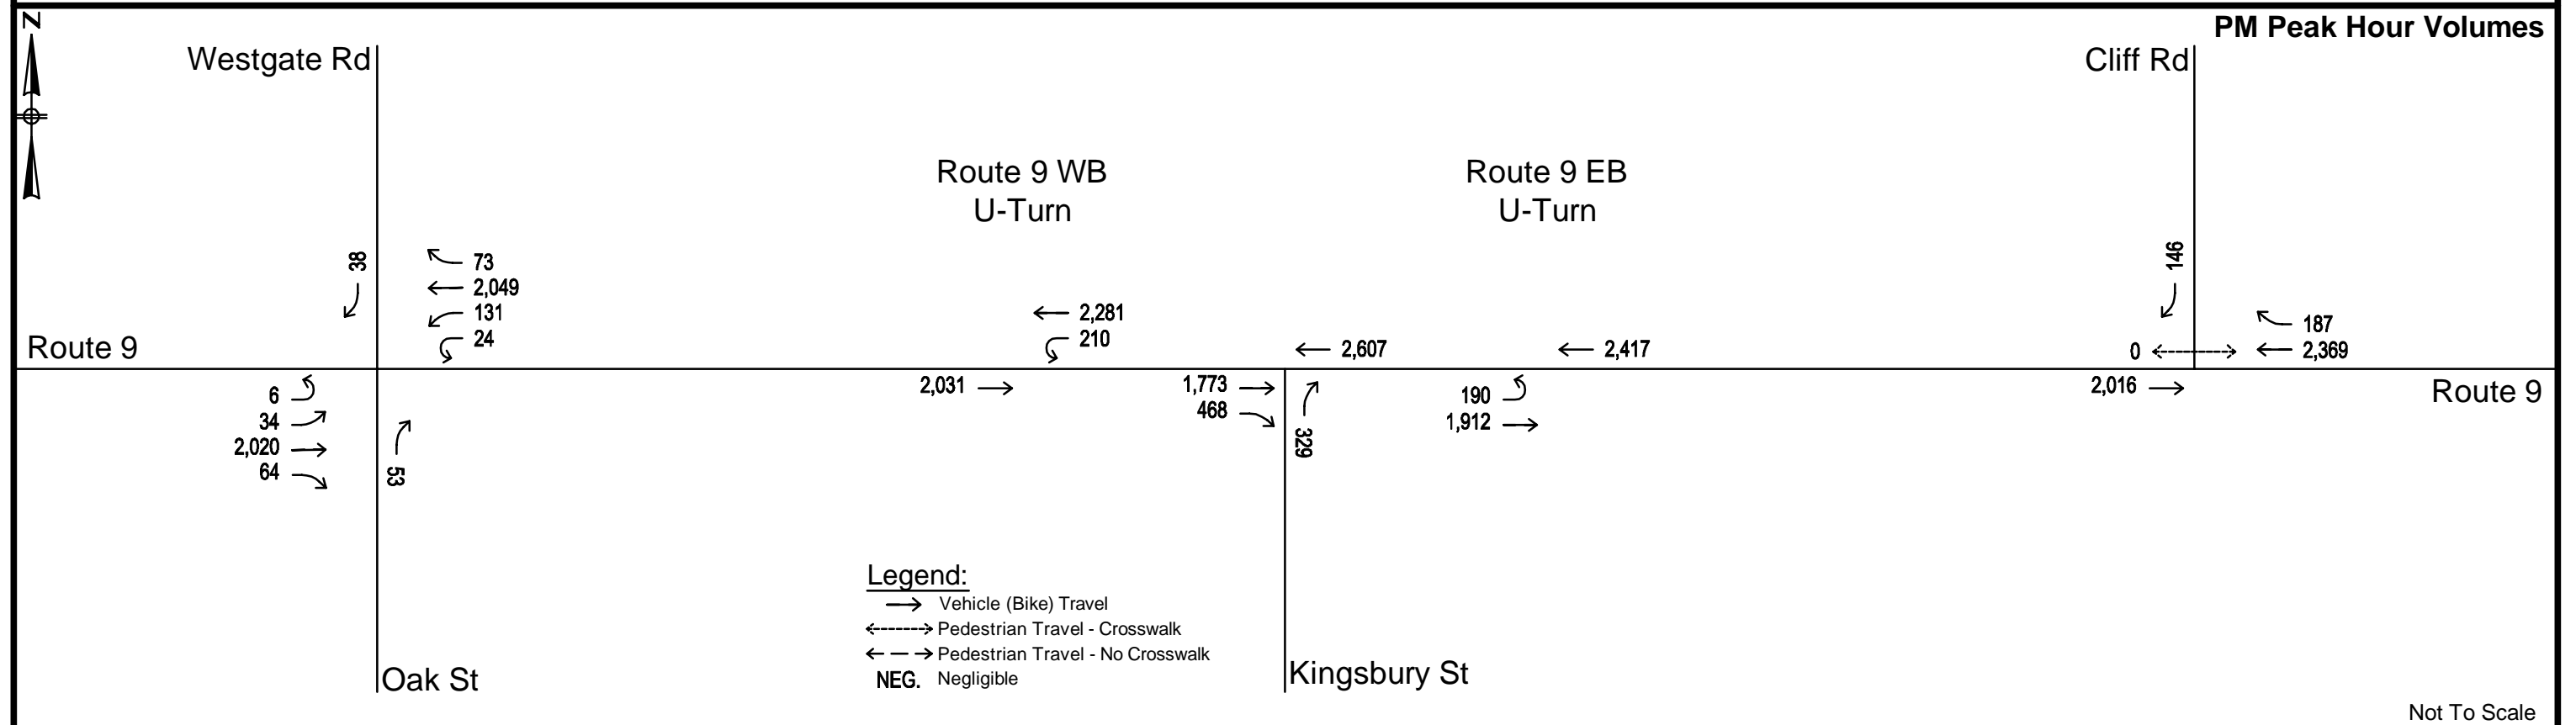 N
PM Peak Hour Volumes
Westgate Rd
Cliff Rd
Route 9 WB
U-Turn
Route 9 EB
U-Turn
38
73
2,049
131
24
2,281
210
146
187
2,369
0
Route 9
2,607
2,417
6
34
2,020
64
53
2,031
1,773
468
329
190
1,912
2,016
Route 9
Legend:
Vehicle (Bike) Travel
Pedestrian Travel - Crosswalk
Pedestrian Travel - No Crosswalk
NEG. Negligible
Oak St
Kingsbury St
Not To Scale